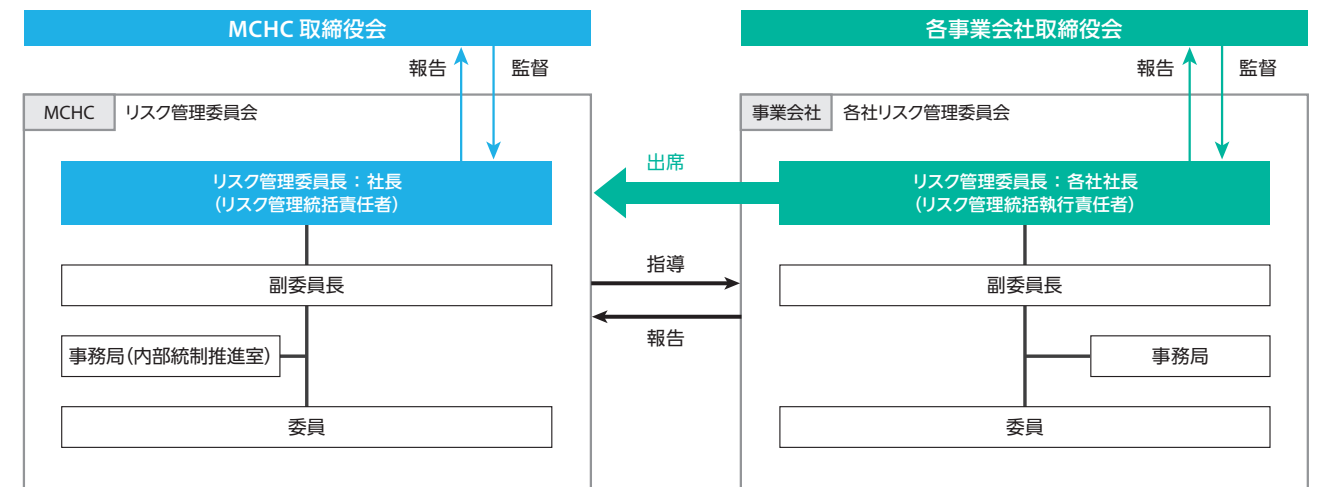 MCHC 取締役会
各事業会社取締役会
報告
監督
報告
監督
MCHC
リスク管理委員会
事業会社
各社リスク管理委員会
リスク管理委員長：社長
（リスク管理統括責任者）
出席
リスク管理委員長：各社社長
（リスク管理統括執行責任者）
副委員長
指導
副委員長
報告
事務局（内部統制推進室）
事務局
委員
委員